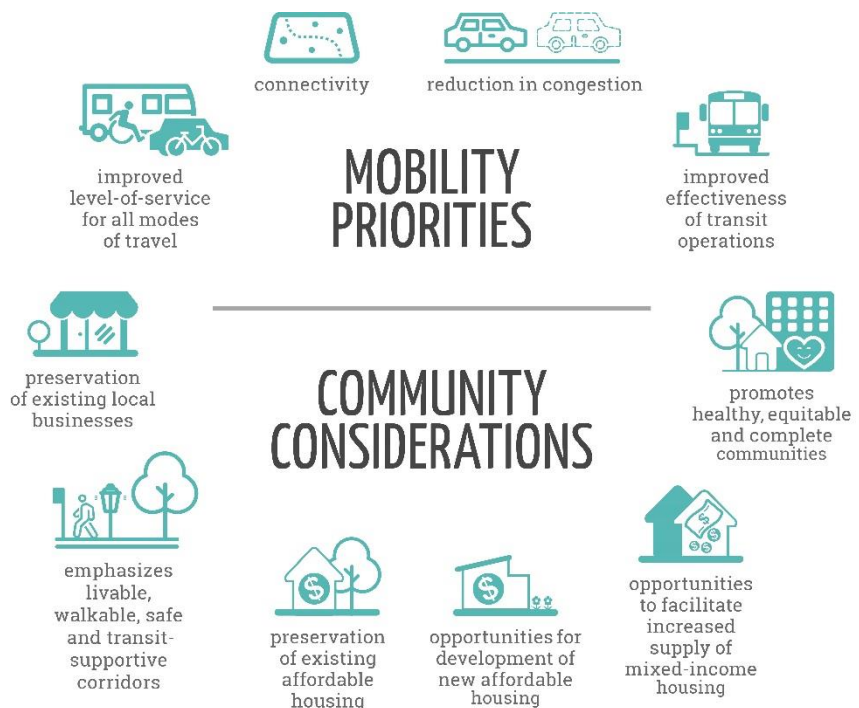 connectivity
reduction in congestion
improved
level-of-service
for all modes
of travel
MOBILITY
PRIORITIES
improved
effectiveness
of transit
operations
preservation
of existing local
businesses
COMMUNITY
CONSIDERATIONS
promotes
healthy, equitable
and complete
communities
emphasizes
livable,
walkable, safe
and transit-
supportive
corridors
$
preservation
of existing
affordable
housing
$
opportunities for
development of
new affordable
housing
$
$
$
$
opportunities
to facilitate
increased
supply of
mixed-income
housing